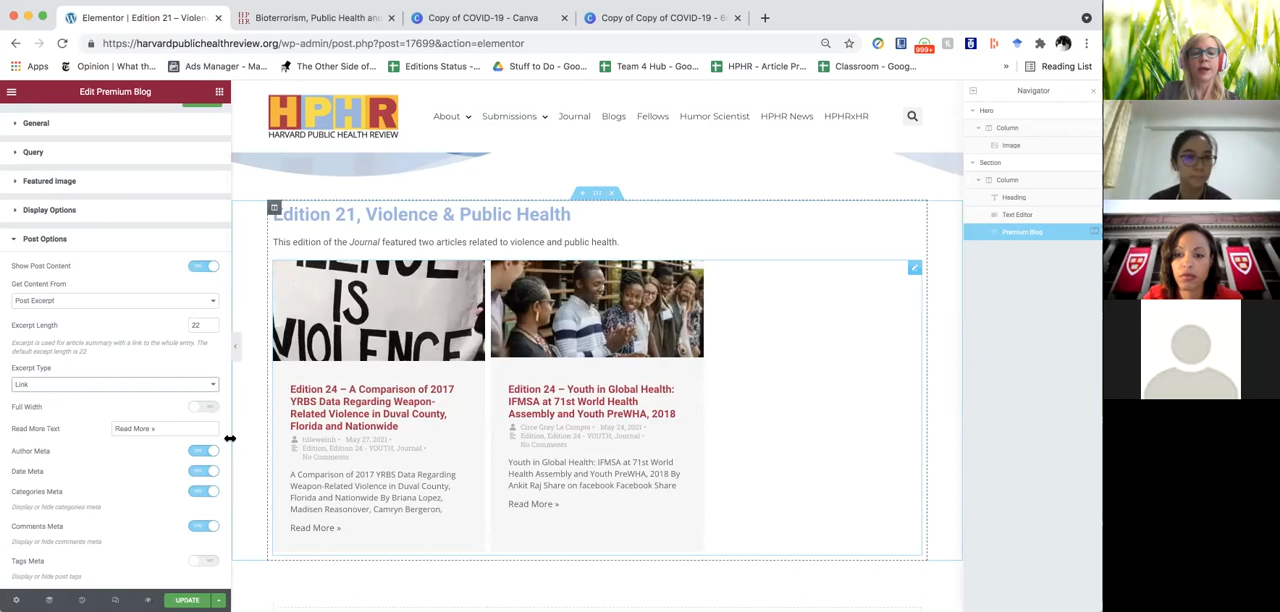 Elementor | Edition 21 – Violen
Bioterrorism, Public Health and
Copy of COVID-19 - Canva
Copy of Copy of COVID-19 - 6
https://harvardpublichealthreview.org/wp-admin/post.php?post=17699&action=elementor
999+
Apps
Opinion | What th...
Ads Manager - Ma...
The Other Side of...
Editions Status -...
Stuff to Do - Goo...
Team 4 Hub - Goo...
HPHR - Article Pr...
Classroom - Goog...
»
Reading List
Edit Premium Blog
General
Query
Featured Image
Display Options
Post Options
Show Post Content
YES
Get Content From
Post Excerpt
Excerpt Length
22
Excerpt is used for article summary with a link to the whole entry. The
default except length is 22
Excerpt Type
Link
Full Width
NO
Read More Text
Read More »
Author Meta
YES
Date Meta
YES
Categories Meta
YES
Display or hide categories meta
Comments Meta
YES
Display or hide comments meta
Tags Meta
NO
Display or hide post tags
UPDATE
HPHR
HARVARD PUBLIC HEALTH REVIEW
About
Submissions
Journal
Blogs
Fellows
Humor Scientist
HPHR News
HPHRxHR
Edition 21, Violence & Public Health
This edition of the Journal featured two articles related to violence and public health.
IS
VIOLENCE
Edition 24 – A Comparison of 2017
YRBS Data Regarding Weapon-
Related Violence in Duval County,
Florida and Nationwide
tilleweinh • May 27, 2021 •
Edition, Edition 24 - YOUTH, Journal •
No Comments
A Comparison of 2017 YRBS Data Regarding
Weapon-Related Violence in Duval County,
Florida and Nationwide By Briana Lopez,
Madisen Reasonover, Camryn Bergeron,
Read More »
Edition 24 – Youth in Global Health:
IFMSA at 71st World Health
Assembly and Youth PreWHA, 2018
Circe Gray Le Compte • May 24, 2021 •
Edition, Edition 24 - YOUTH, Journal •
No Comments
Youth in Global Health: IFMSA at 71st World
Health Assembly and Youth PreWHA, 2018 By
Ankit Raj Share on facebook Facebook Share
Read More »
Navigator
Hero
Column
Image
Section
Column
Heading
Text Editor
Premium Blog